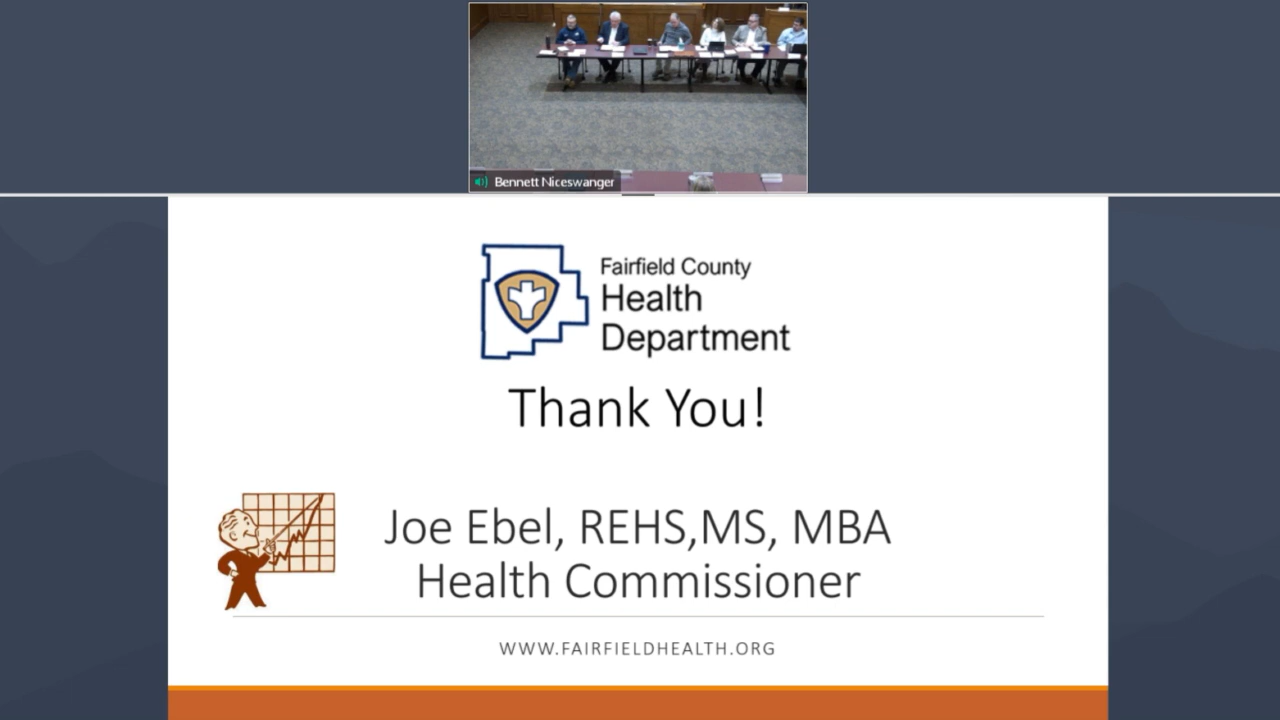 Bennett Niceswanger
Fairfield County
Health
Department
Thank You!
Joe Ebel, REHS,MS, MBA
Health Commissioner
WWW.FAIRFIELDHEALTH.ORG